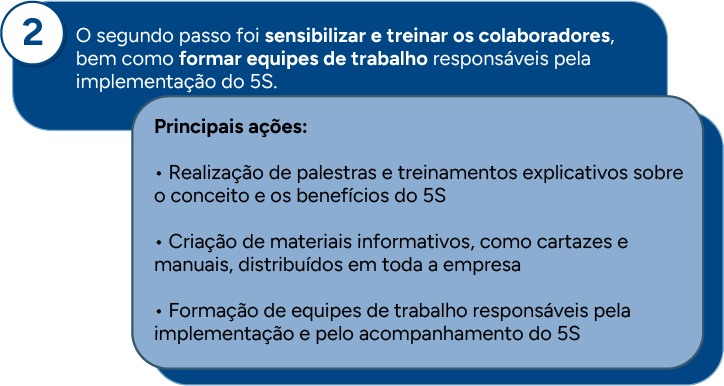 2
O segundo passo foi sensibilizar e treinar os colaboradores,
bem como formar equipes de trabalho responsáveis pela
implementação do 5S.
Principais ações:
• Realização de palestras e treinamentos explicativos sobre
o conceito e os benefícios do 5S
• Criação de materiais informativos, como cartazes e
manuais, distribuídos em toda a empresa
• Formação de equipes de trabalho responsáveis pela
implementação e pelo acompanhamento do 5S